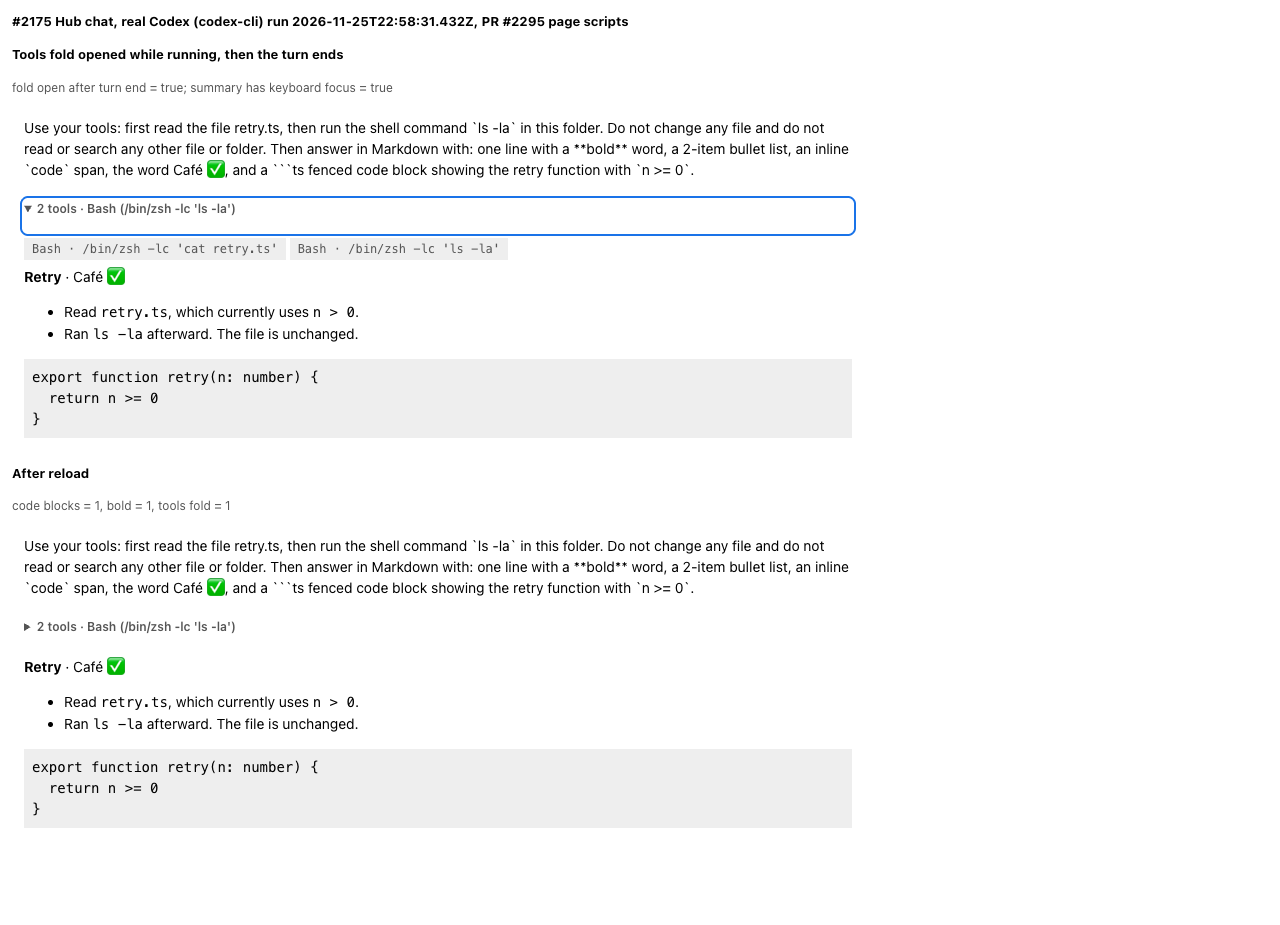 #2175 Hub chat, real Codex (codex-cli) run 2026-11-25T22:58:31.432Z, PR #2295 page scripts
Tools fold opened while running, then the turn ends
fold open after turn end = true; summary has keyboard focus = true
Use your tools: first read the file retry.ts, then run the shell command `ls -la` in this folder. Do not change any file and do not
read or search any other file or folder. Then answer in Markdown with: one line with a **bold** word, a 2-item bullet list, an inline
`code` span, the word Café ✅, and a ```ts fenced code block showing the retry function with `n >= 0`.
▼ 2 tools · Bash (/bin/zsh -lc 'ls -la')
Bash · /bin/zsh -lc 'cat retry.ts' Bash · /bin/zsh -lc 'ls -la'
Retry · Café ✅
• Read retry.ts, which currently uses n > 0.
• Ran ls -la afterward. The file is unchanged.
export function retry(n: number) {
  return n >= 0
}
After reload
code blocks = 1, bold = 1, tools fold = 1
Use your tools: first read the file retry.ts, then run the shell command `ls -la` in this folder. Do not change any file and do not
read or search any other file or folder. Then answer in Markdown with: one line with a **bold** word, a 2-item bullet list, an inline
`code` span, the word Café ✅, and a ```ts fenced code block showing the retry function with `n >= 0`.
▶ 2 tools · Bash (/bin/zsh -lc 'ls -la')
Retry · Café ✅
• Read retry.ts, which currently uses n > 0.
• Ran ls -la afterward. The file is unchanged.
export function retry(n: number) {
  return n >= 0
}